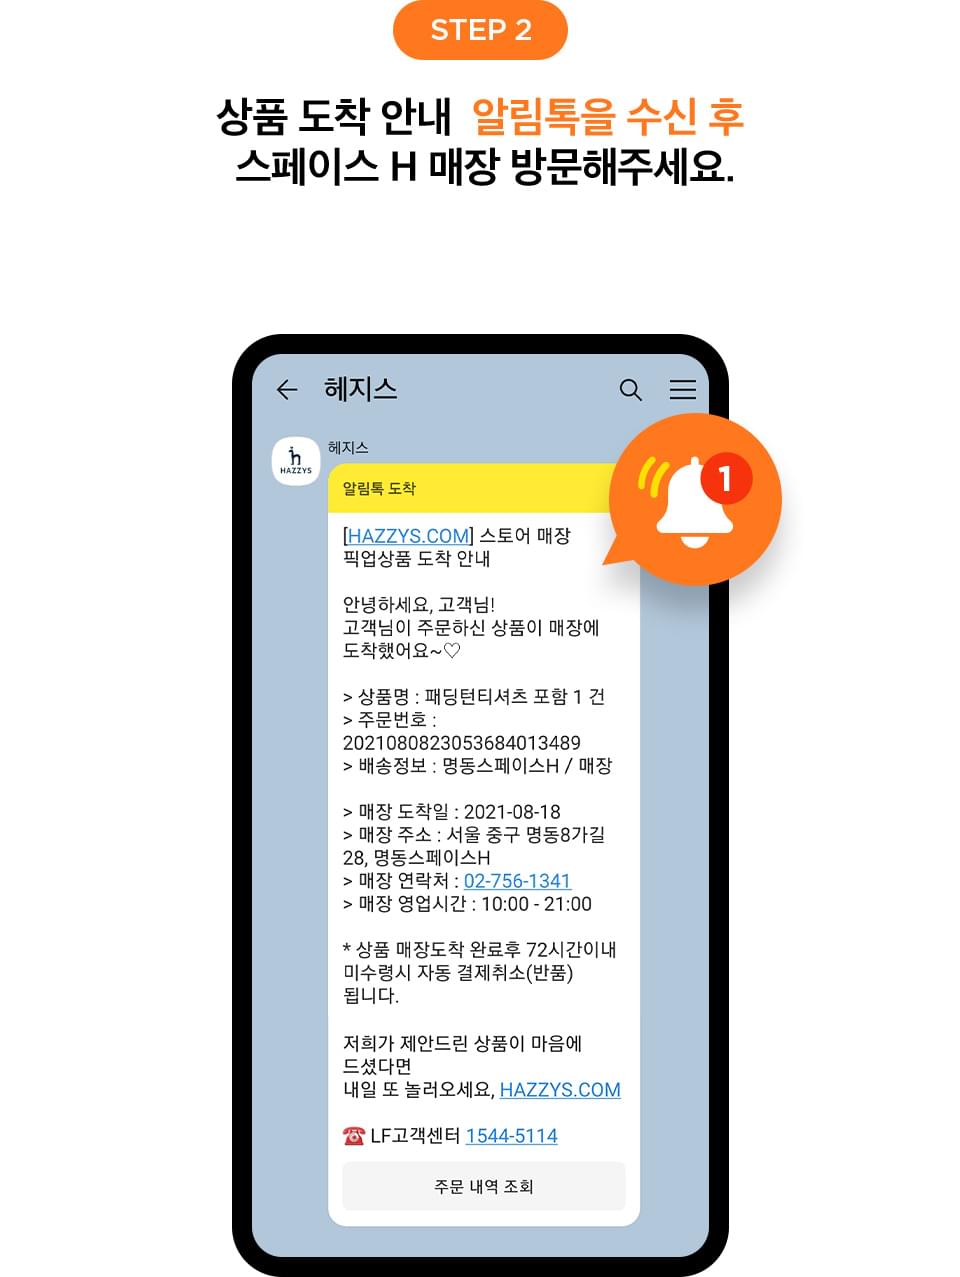 STEP 2
상품 도착 안내 알림톡을 수신 후
스페이스 H 매장 방문해주세요.
헤지스
헤지스
HAZZYS
알림톡 도착
1
[HAZZYS.COM] 스토어 매장
픽업상품 도착 안내
안녕하세요, 고객님!
고객님이 주문하신 상품이 매장에
도착했어요~♡
> 상품명 : 패딩턴티셔츠 포함 1 건
> 주문번호 :
2021080823053684013489
> 배송정보 : 명동스페이스H / 매장
> 매장 도착일 : 2021-08-18
> 매장 주소 : 서울 중구 명동8가길
28, 명동스페이스H
> 매장 연락처 : 02-756-1341
> 매장 영업시간 : 10:00 - 21:00
* 상품 매장도착 완료후 72시간이내
미수령시 자동 결제취소(반품)
됩니다.
저희가 제안드린 상품이 마음에
드셨다면
내일 또 놀러오세요, HAZZYS.COM
☎ LF고객센터 1544-5114
주문 내역 조회